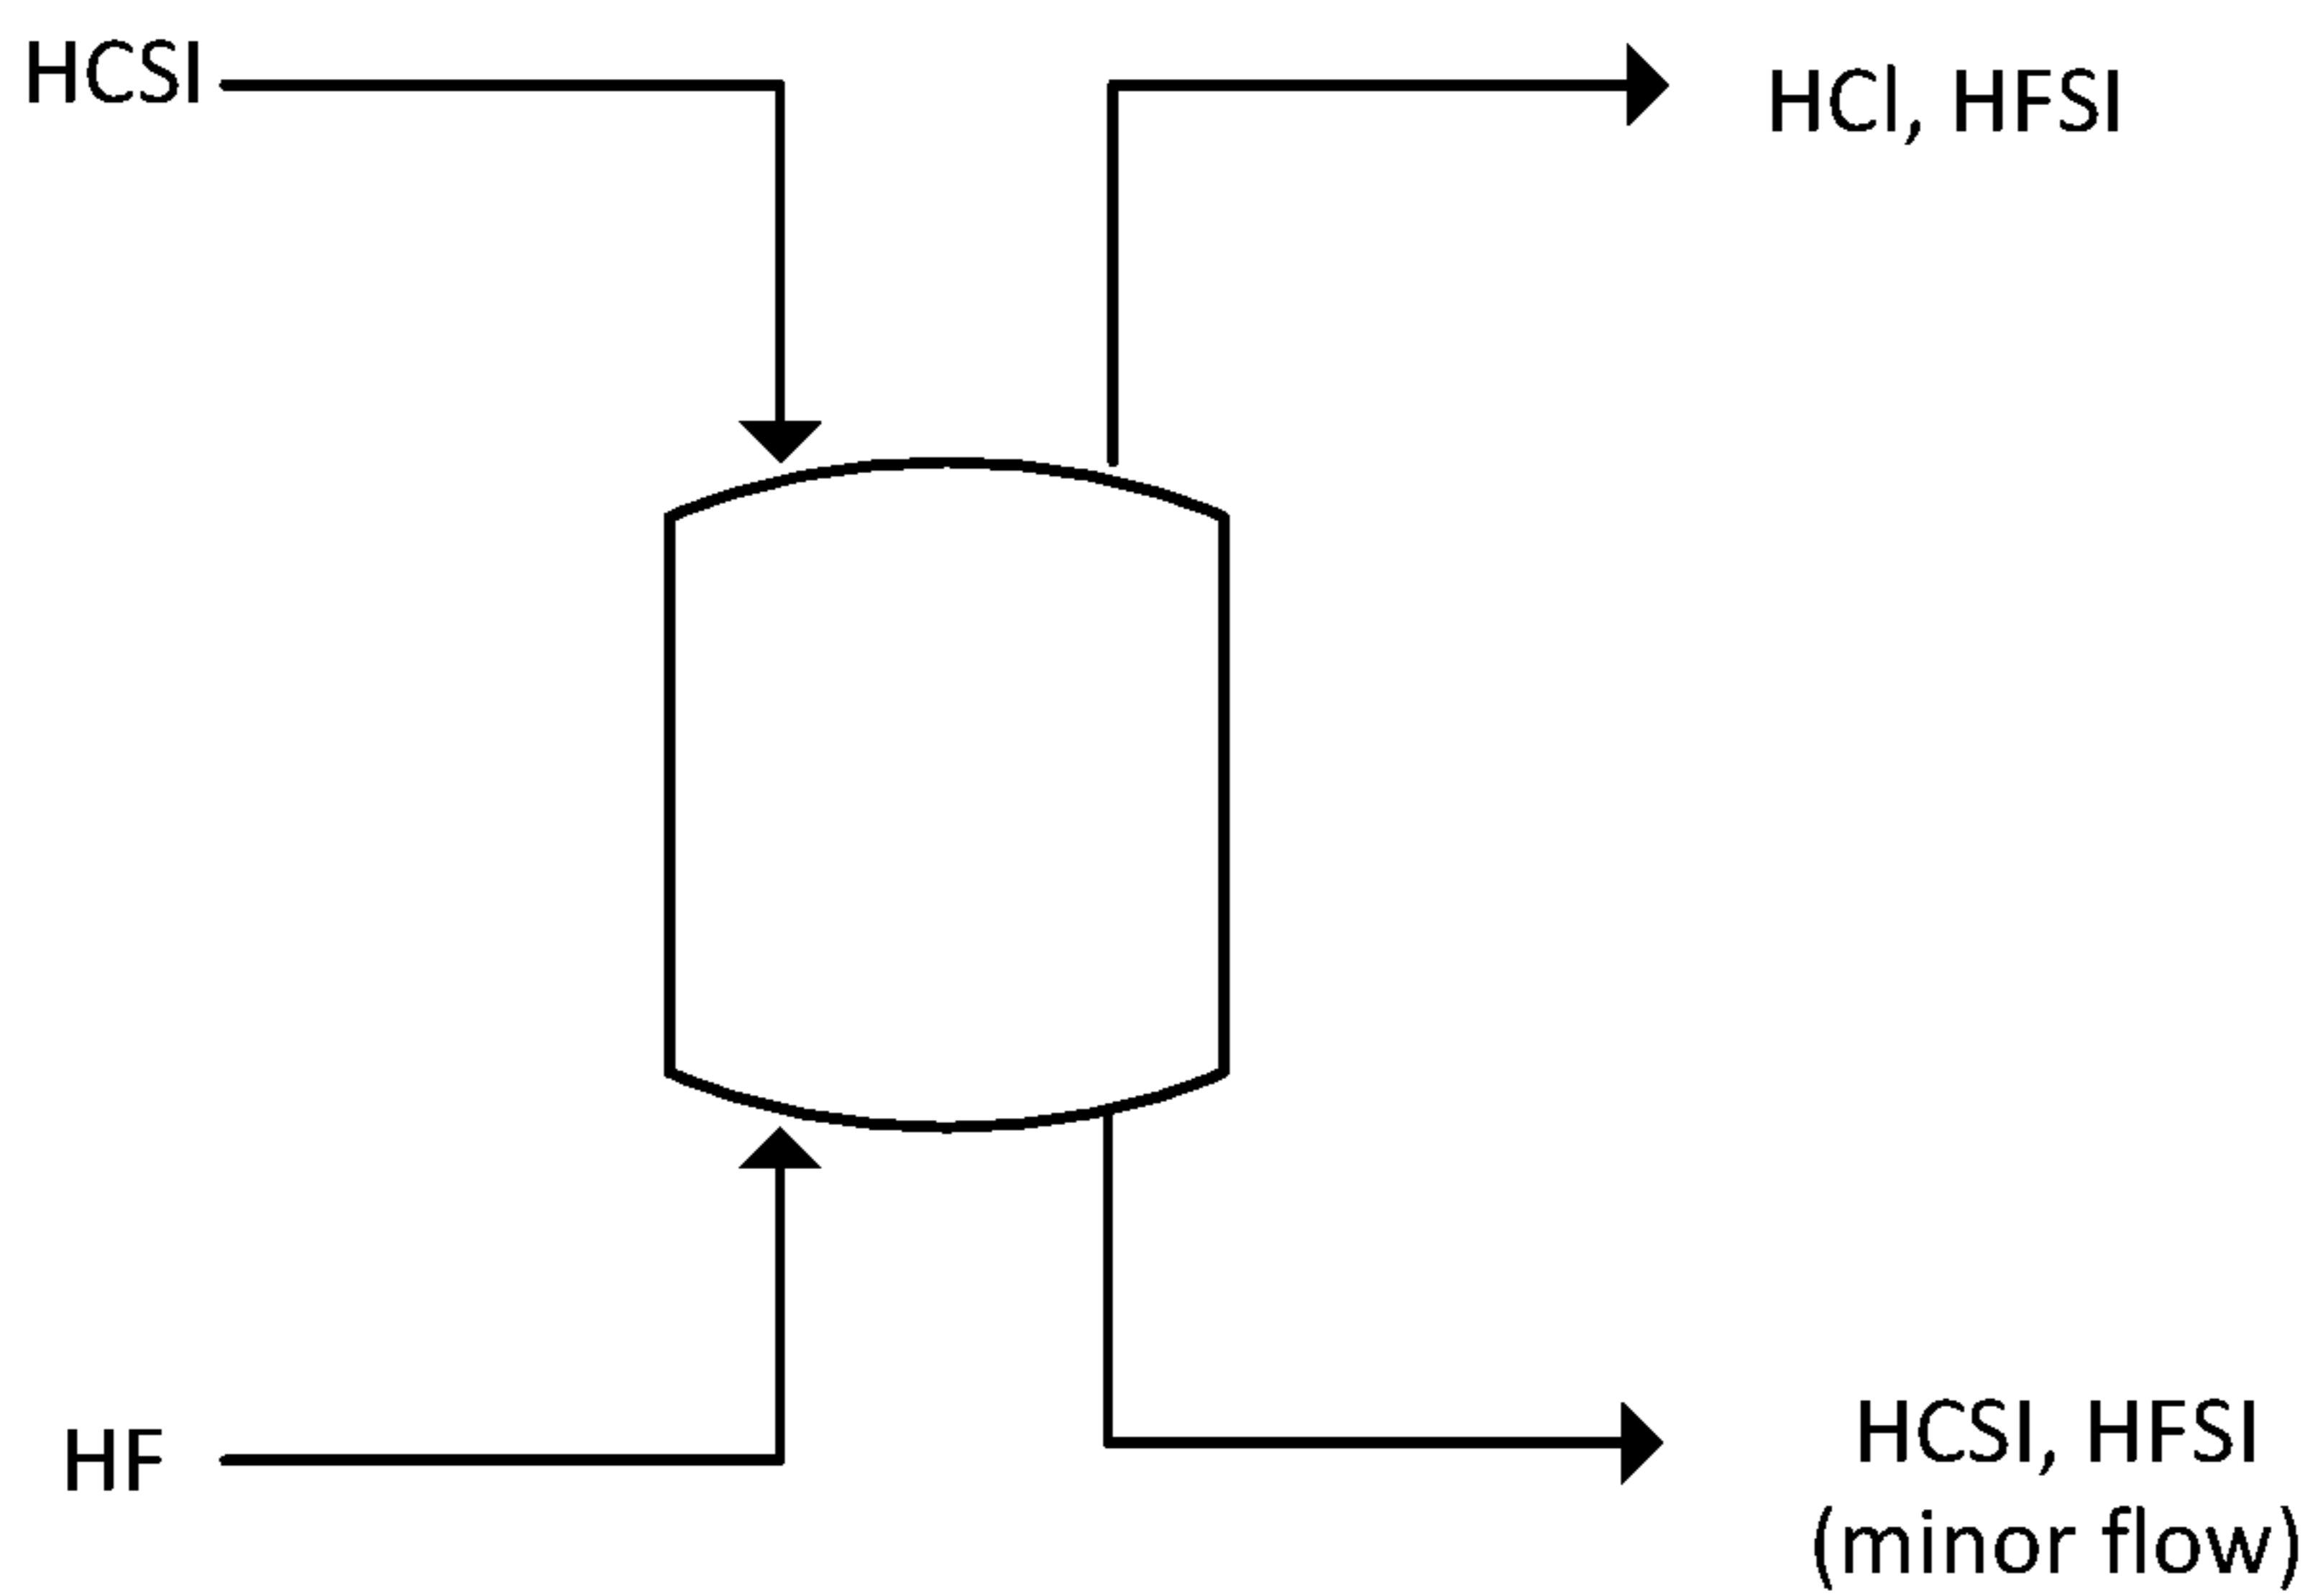 HCSI
HCl, HFSI
HF
HCSI, HFSI
(minor flow)